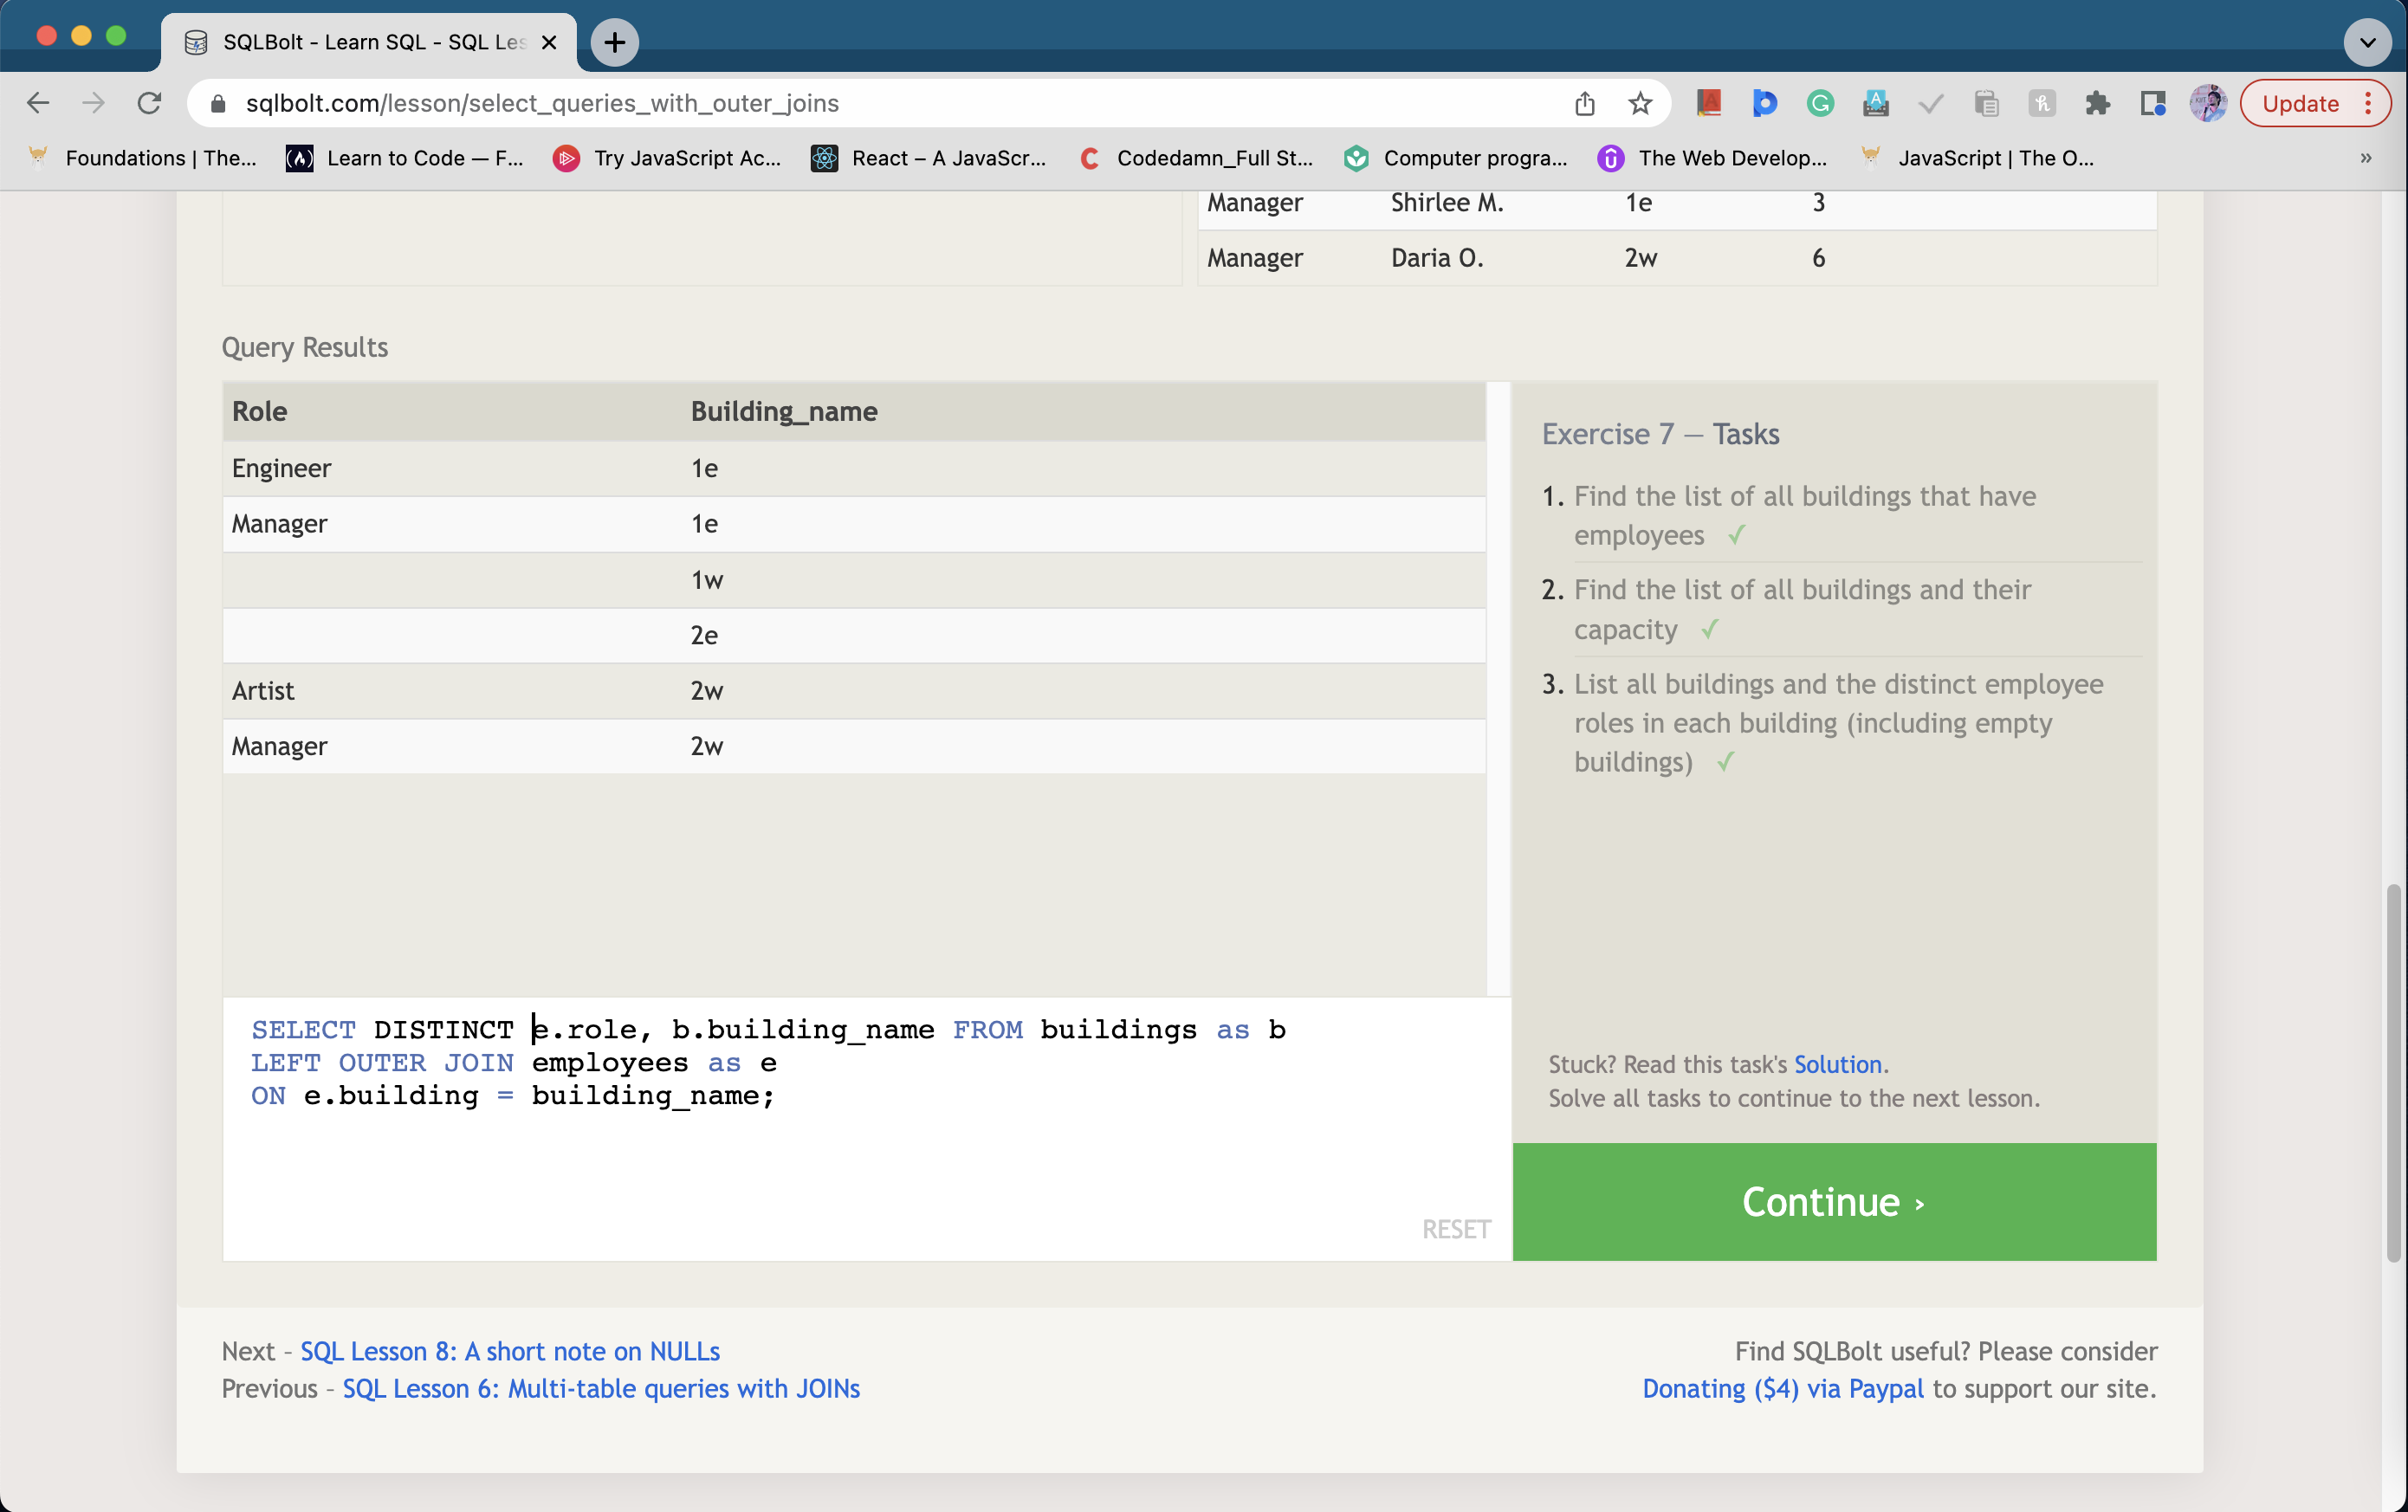 SQLBolt - Learn SQL - SQL Les
sqlbolt.com/lesson/select_queries_with_outer_joins
Update
Foundations | The... Learn to Code — F... Try JavaScript Ac... React – A JavaScr... Codedamn_Full St... Computer progra... The Web Develop... JavaScript | The O... »
Manager Shirlee M. 1e 3
Manager Daria O. 2w 6
Query Results
Role Building_name
Engineer 1e
Manager 1e
1w
2e
Artist 2w
Manager 2w
Exercise 7 — Tasks
1. Find the list of all buildings that have
employees ✓
2. Find the list of all buildings and their
capacity ✓
3. List all buildings and the distinct employee
roles in each building (including empty
buildings) ✓
SELECT DISTINCT e.role, b.building_name FROM buildings as b
LEFT OUTER JOIN employees as e
ON e.building = building_name;
RESET
Stuck? Read this task's Solution.
Solve all tasks to continue to the next lesson.
Continue ›
Next – SQL Lesson 8: A short note on NULLs
Previous – SQL Lesson 6: Multi-table queries with JOINs
Find SQLBolt useful? Please consider
Donating ($4) via Paypal to support our site.